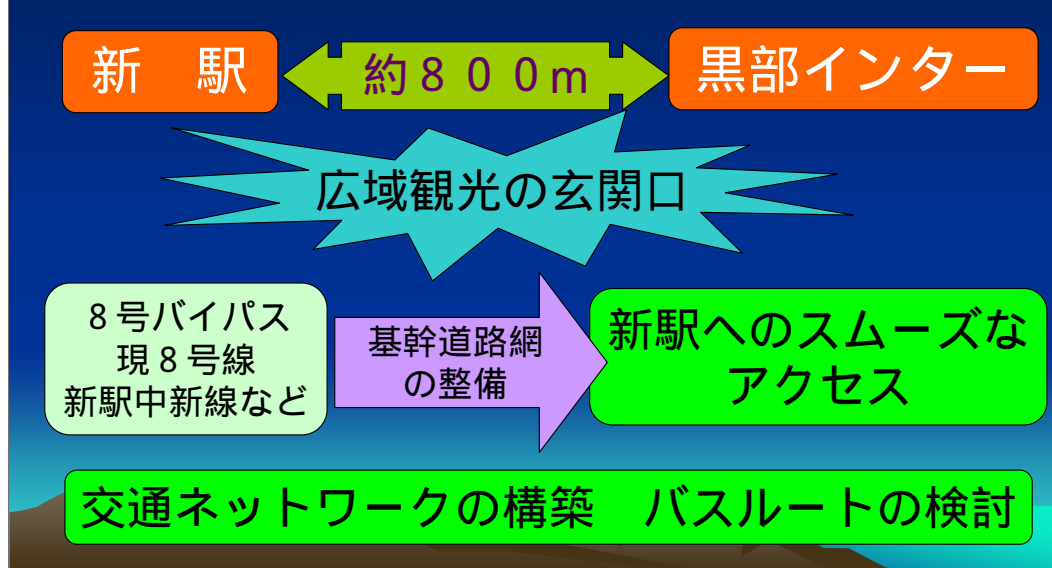 新　駅
約８００ｍ
黒部インター
広域観光の玄関口
８号バイパス
現８号線
新駅中新線など
基幹道路網
の整備
新駅へのスムーズな
アクセス
交通ネットワークの構築　バスルートの検討